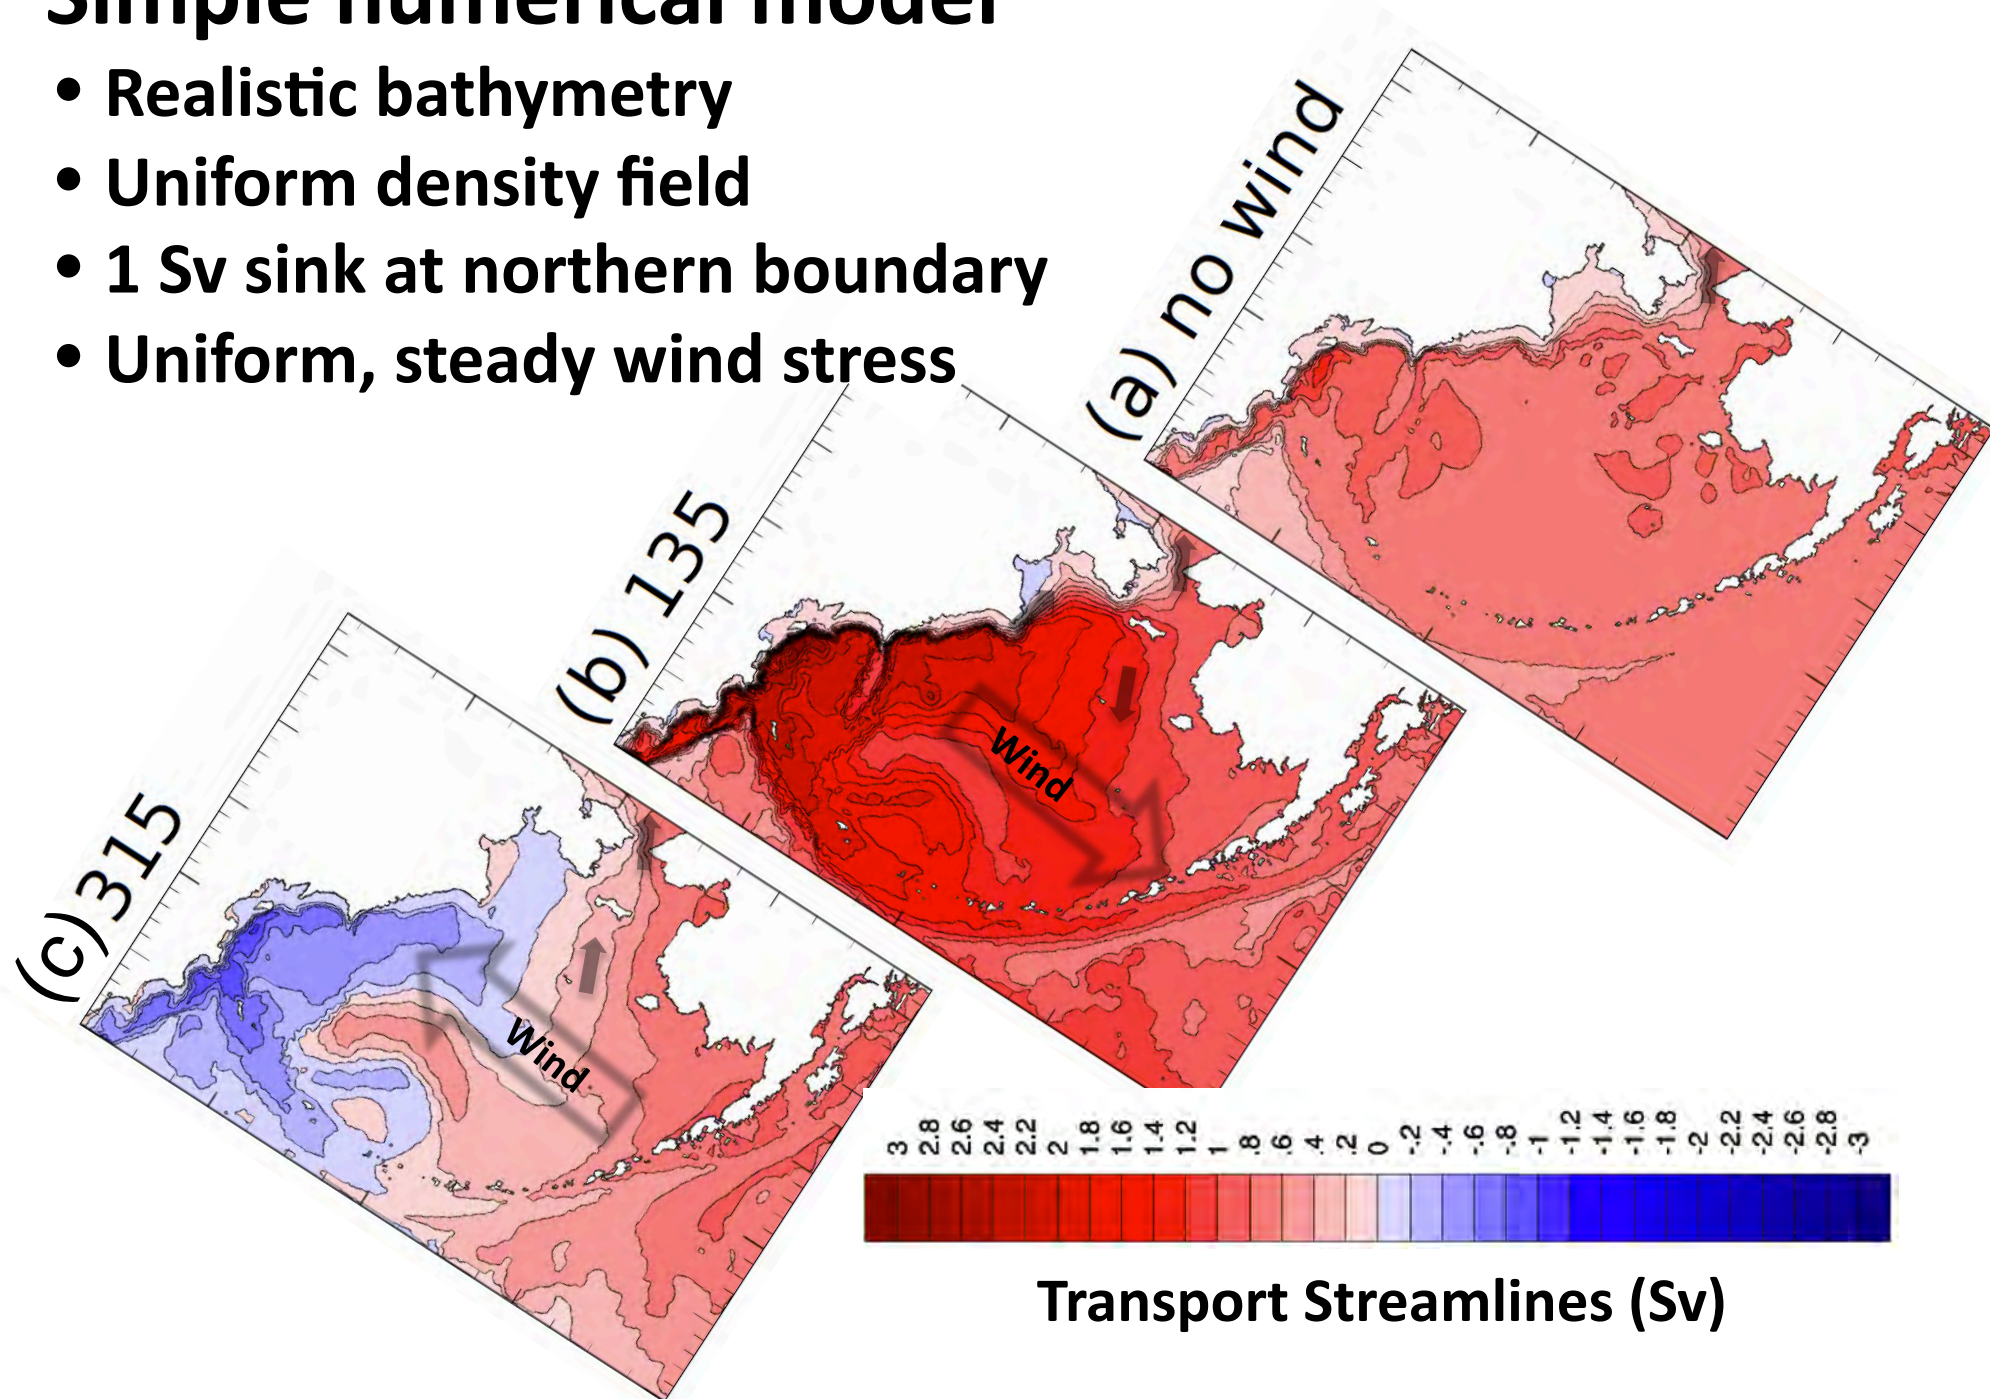 Simple numerical model
• Realistic bathymetry
• Uniform density field
• 1 Sv sink at northern boundary
• Uniform, steady wind stress
(a) no wind
(b) 135
Wind
(c) 315
Wind
3 2.8 2.6 2.4 2.2 2 1.8 1.6 1.4 1.2 1 .8 .6 .4 .2 0 -.2 -.4 -.6 -.8 -1 -1.2 -1.4 -1.6 -1.8 -2 -2.2 -2.4 -2.6 -2.8 -3
Transport Streamlines (Sv)